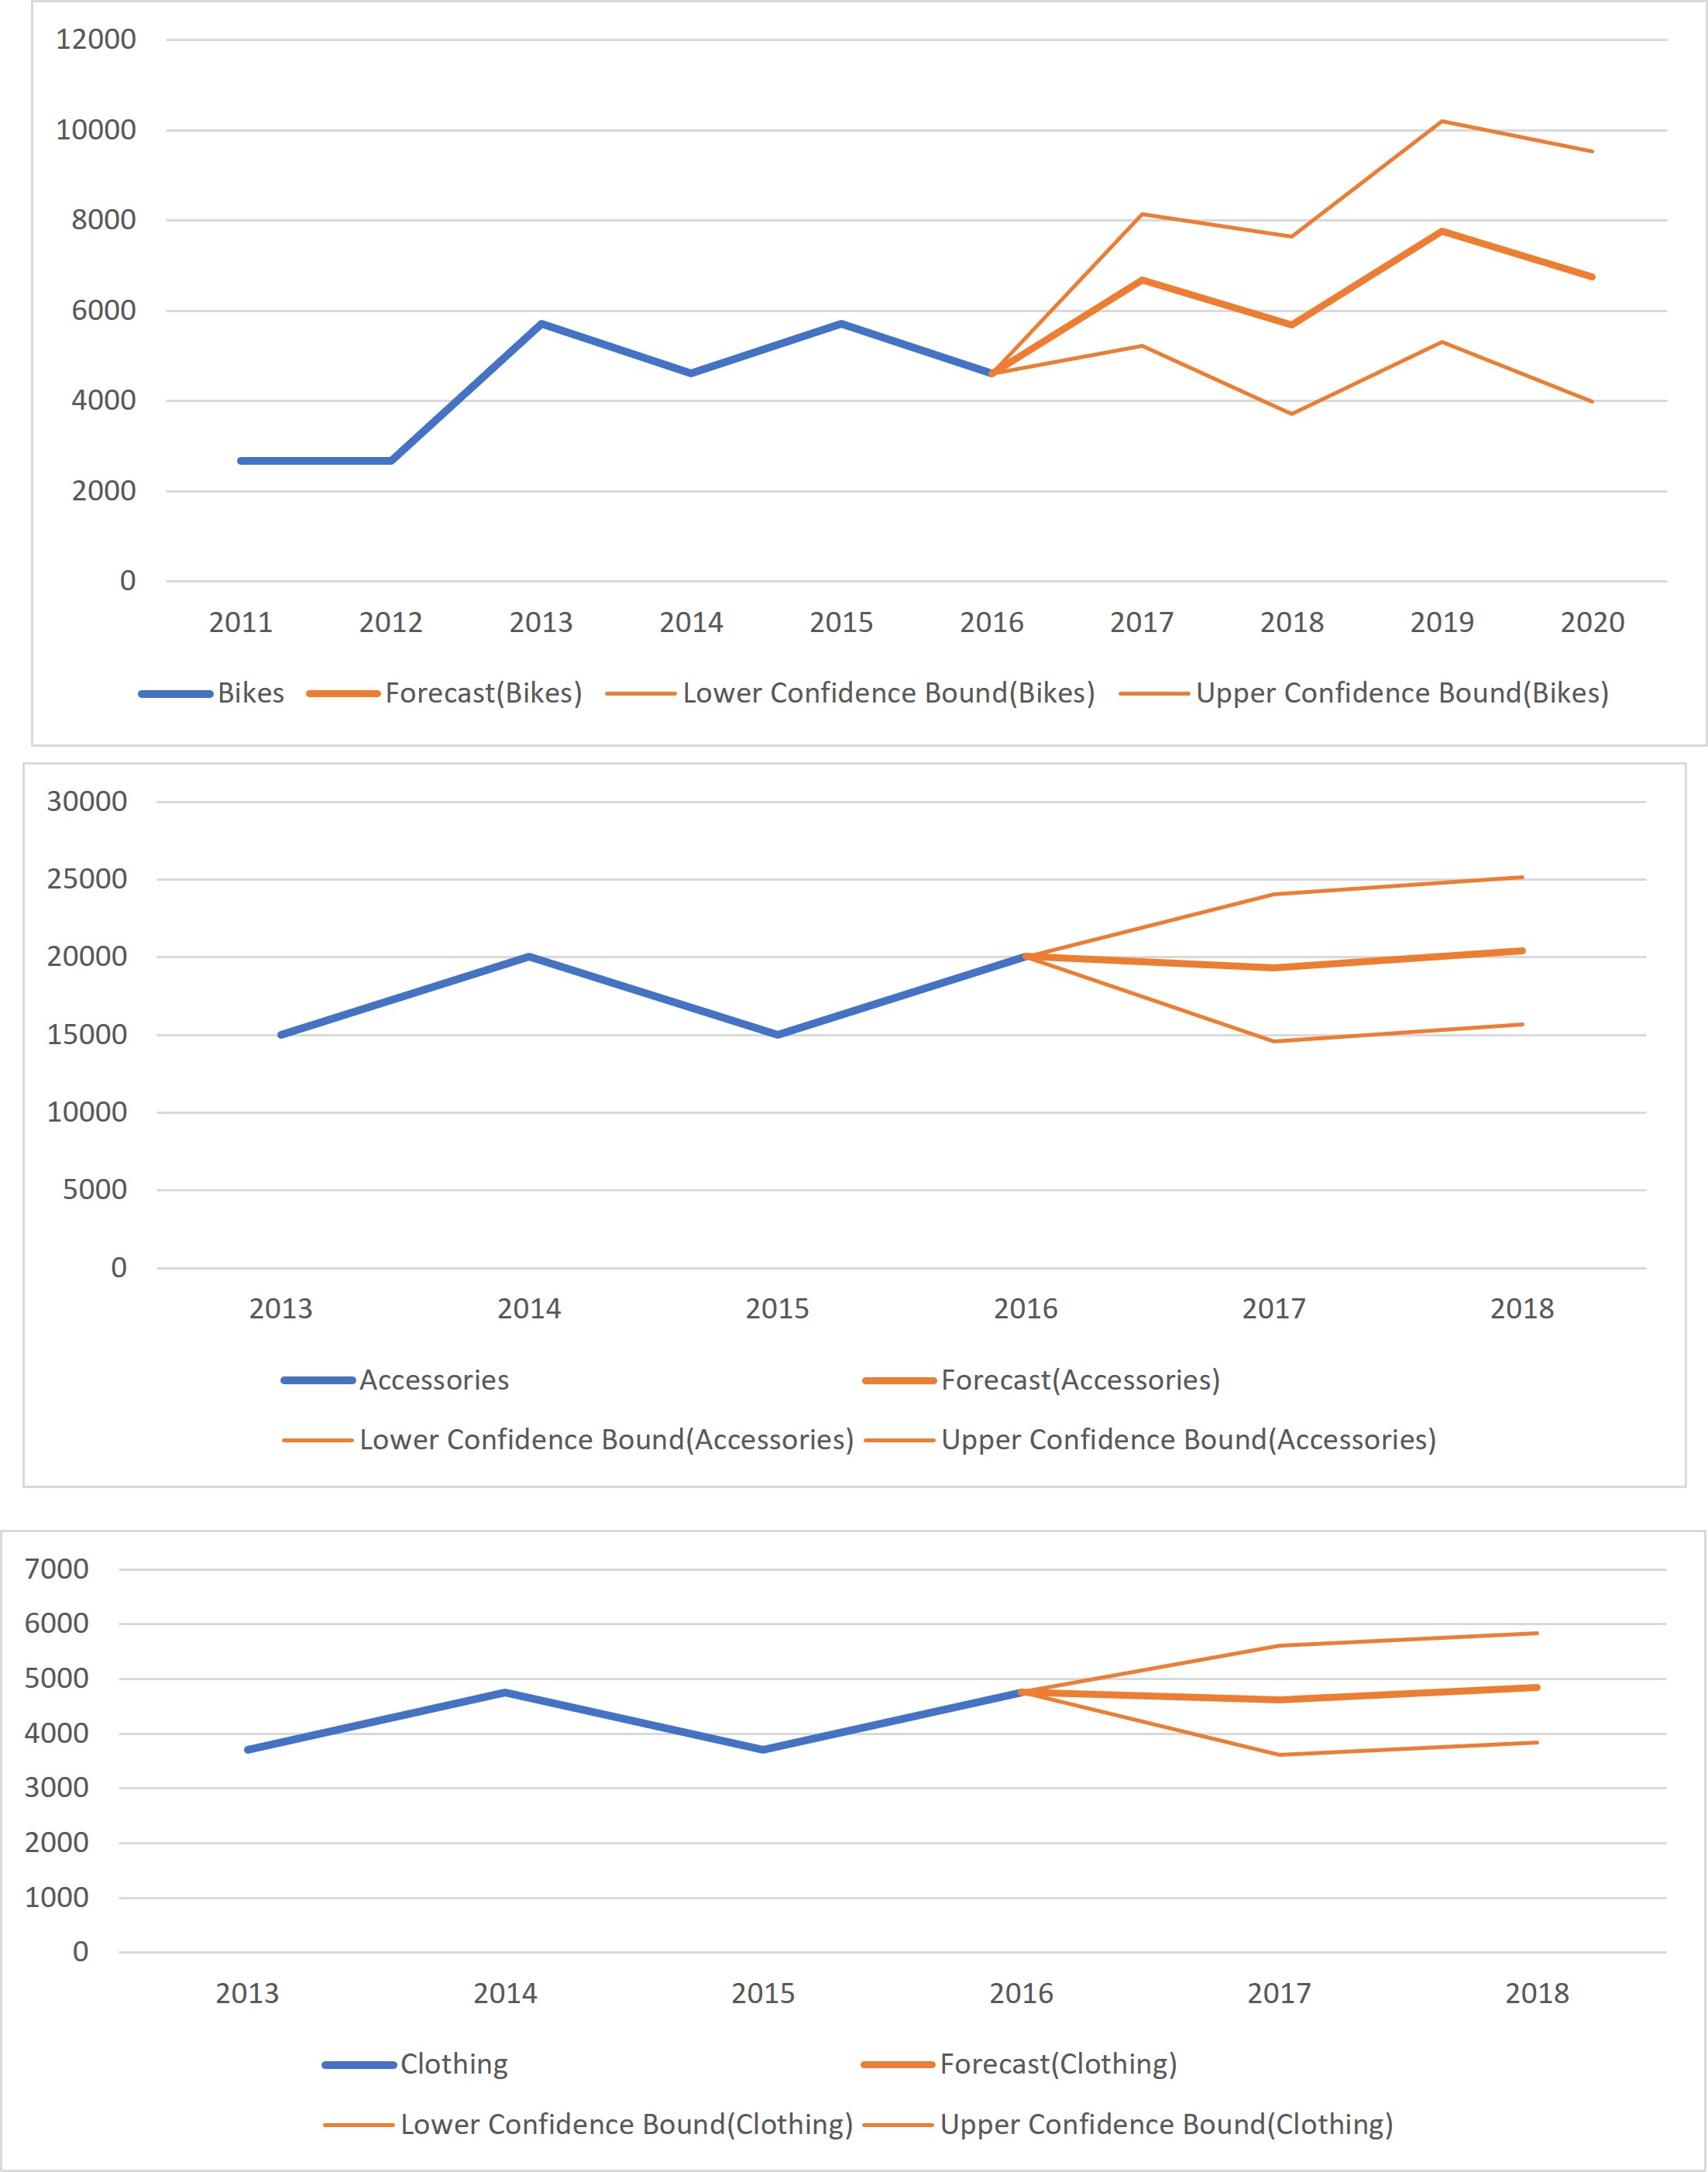 12000
10000
8000
6000
4000
2000
0
2011 2012 2013 2014 2015 2016 2017 2018 2019 2020
Bikes Forecast(Bikes) Lower Confidence Bound(Bikes) Upper Confidence Bound(Bikes)
30000
25000
20000
15000
10000
5000
0
2013 2014 2015 2016 2017 2018
Accessories Forecast(Accessories)
Lower Confidence Bound(Accessories) Upper Confidence Bound(Accessories)
7000
6000
5000
4000
3000
2000
1000
0
2013 2014 2015 2016 2017 2018
Clothing Forecast(Clothing)
Lower Confidence Bound(Clothing) Upper Confidence Bound(Clothing)